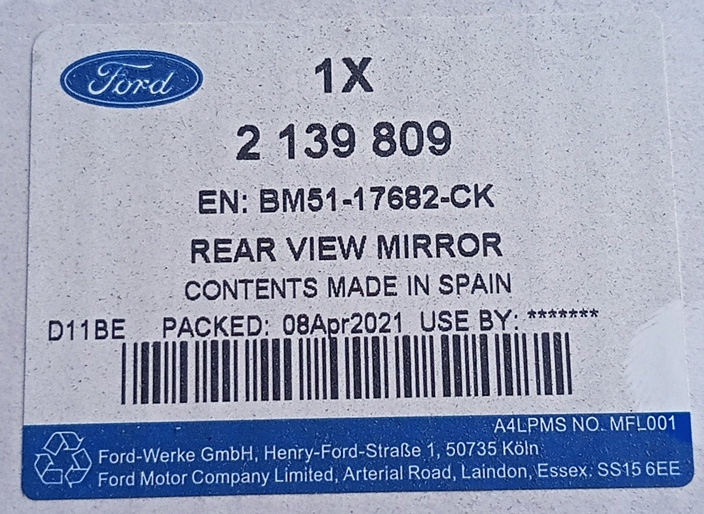 Ford
1X
2 139 809
EN: BM51-17682-CK
REAR VIEW MIRROR
CONTENTS MADE IN SPAIN
D11BE PACKED: 08Apr2021 USE BY: *******
A4LPMS NO. MFL001
Ford-Werke GmbH, Henry-Ford-Straße 1, 50735 Köln
Ford Motor Company Limited, Arterial Road, Laindon, Essex. SS15 6EE